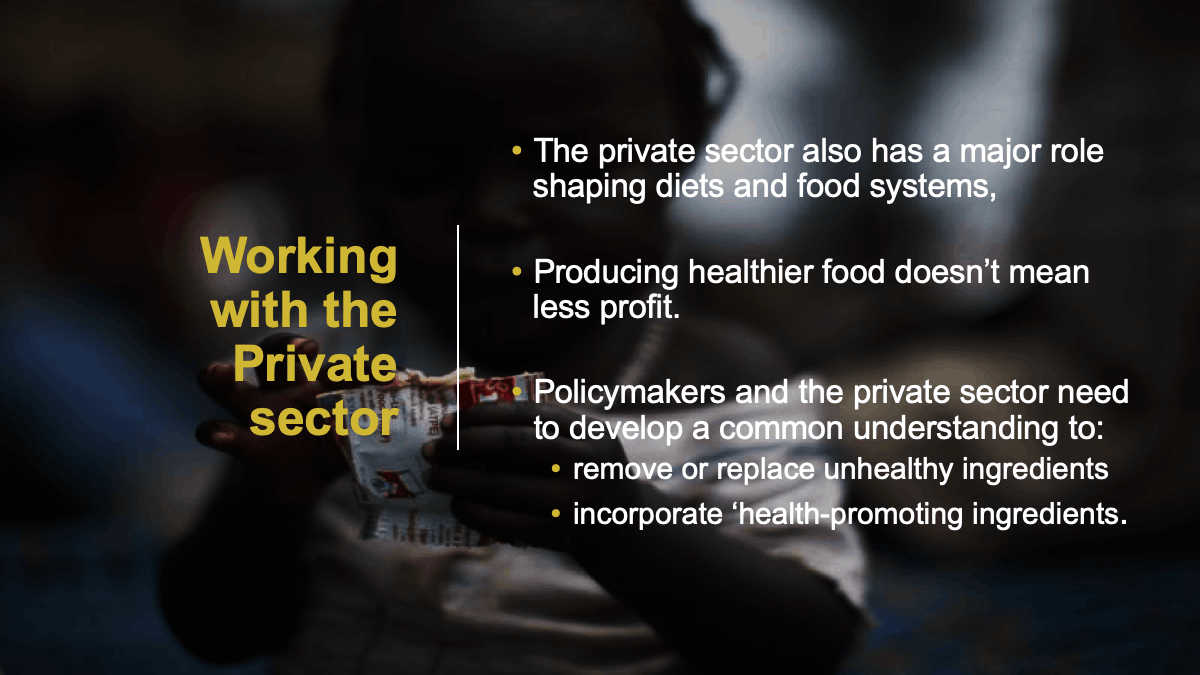 Working
with the
Private
sector
• The private sector also has a major role
shaping diets and food systems,
• Producing healthier food doesn’t mean
less profit.
• Policymakers and the private sector need
to develop a common understanding to:
• remove or replace unhealthy ingredients
• incorporate ‘health-promoting ingredients.